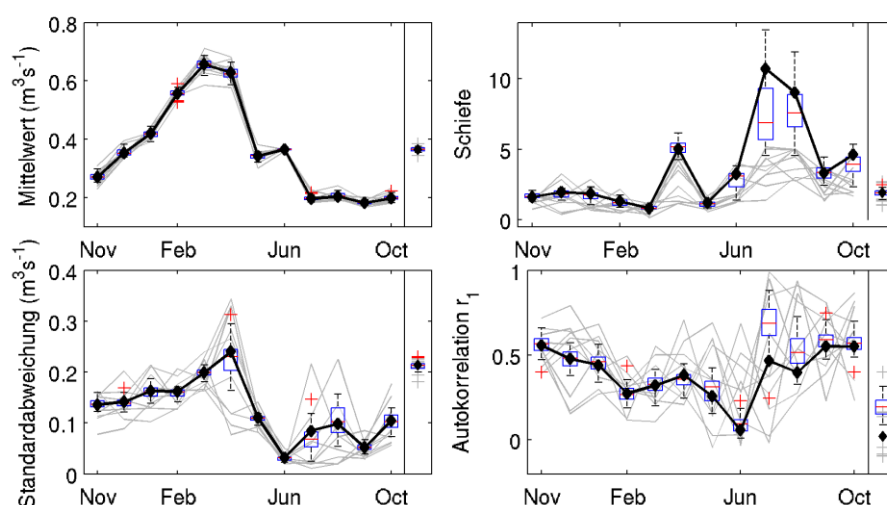 Mittelwert (m³s⁻¹)
0.8
0.6
0.4
0.2
Nov
Feb
Jun
Oct
Schiefe
10
5
0
Nov
Feb
Jun
Oct
Standardabweichung (m³s⁻¹)
0.4
0.3
0.2
0.1
0
Nov
Feb
Jun
Oct
Autokorrelation r₁
1
0.5
0
Nov
Feb
Jun
Oct